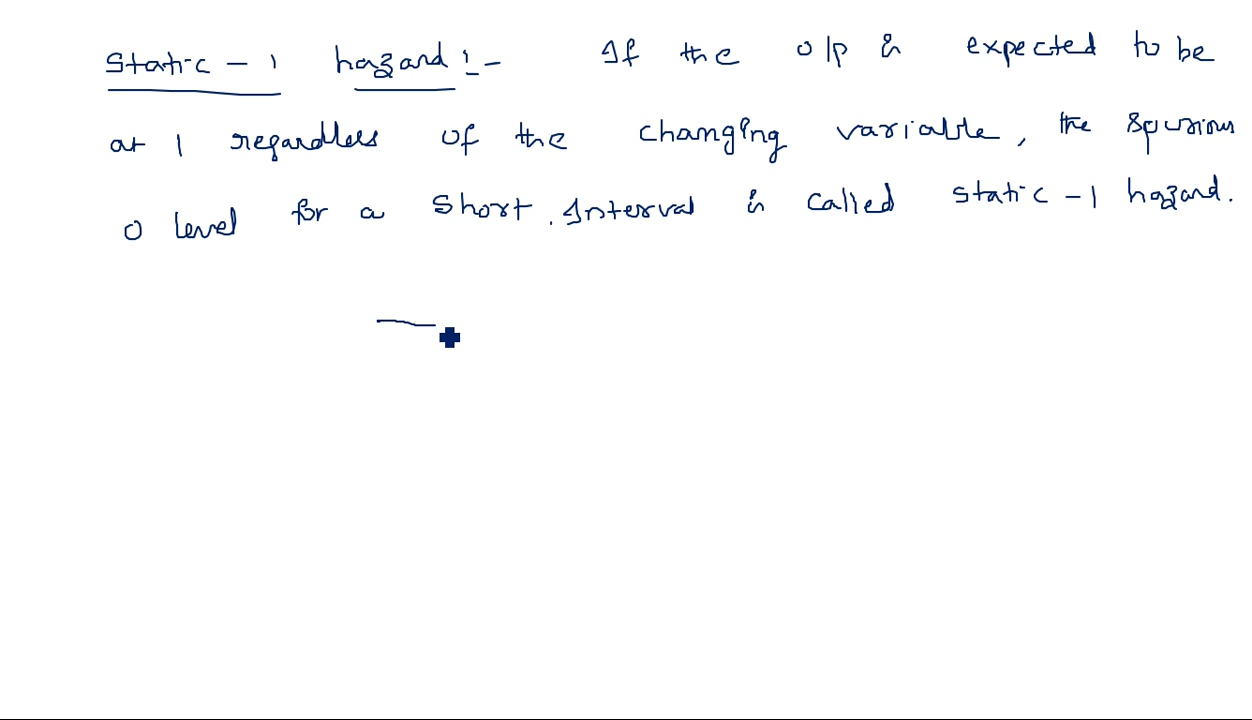 Static - 1 hazard :- If the o/p is expected to be
at 1 regardless of the changing variable, the spurious
0 level for a short Interval is called static - 1 hazard.